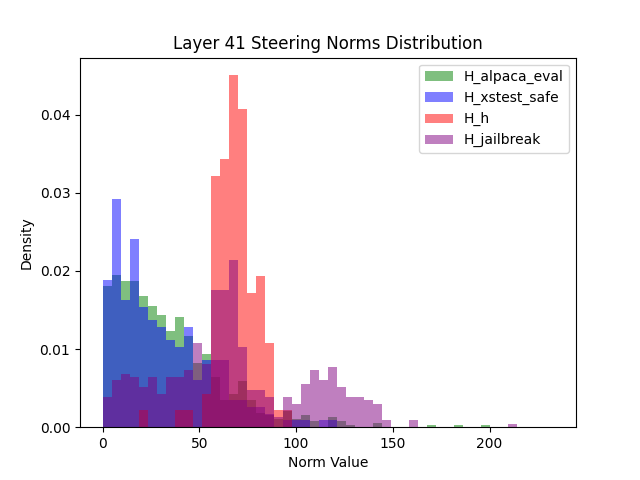 Layer 41 Steering Norms Distribution
H_alpaca_eval
H_xstest_safe
H_h
H_jailbreak
Density
0.04
0.03
0.02
0.01
0.00
0
50
100
150
200
Norm Value